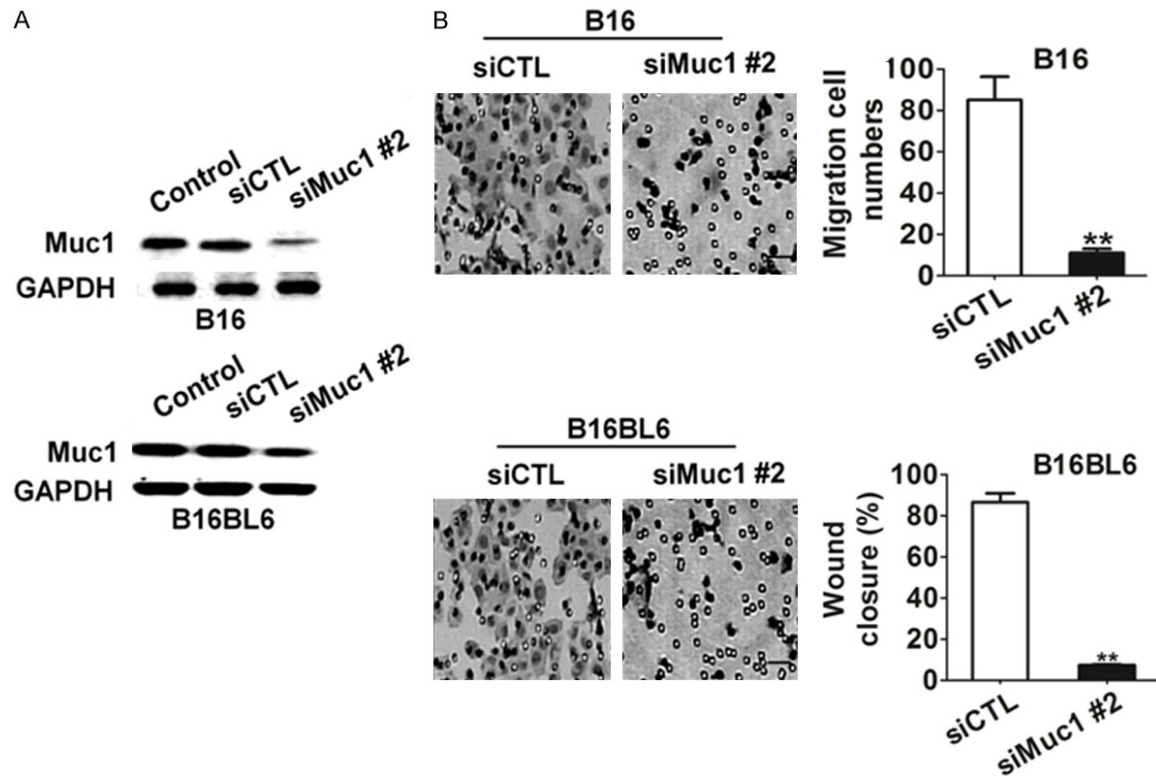 A
Control
siCTL
siMuc1 #2
Muc1
GAPDH
B16
Control
siCTL
siMuc1 #2
Muc1
GAPDH
B16BL6
B
B16
siCTL
siMuc1 #2
B16
Migration cell
numbers
100
80
60
40
20
0
**
siCTL
siMuc1 #2
B16BL6
siCTL
siMuc1 #2
B16BL6
Wound
closure (%)
100
80
60
40
20
0
**
siCTL
siMuc1 #2